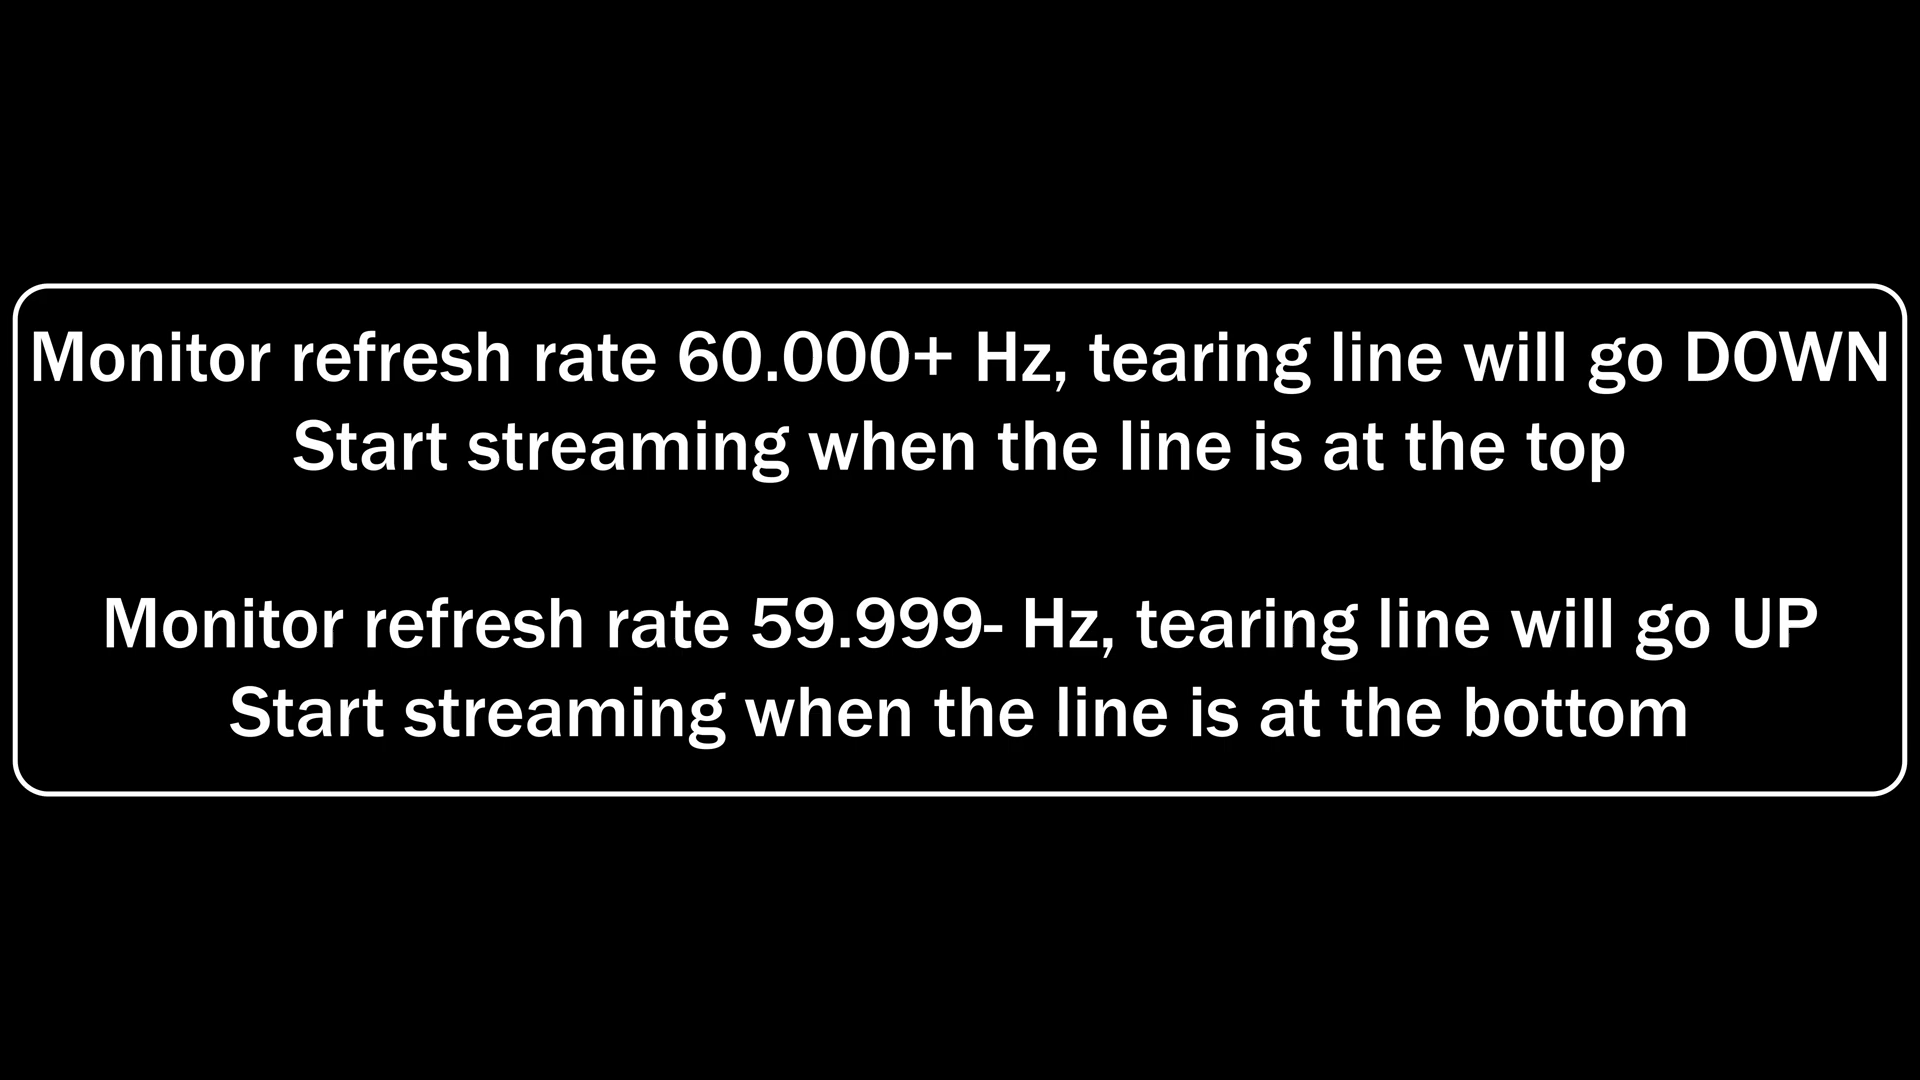 Monitor refresh rate 60.000+ Hz, tearing line will go DOWN
Start streaming when the line is at the top
Monitor refresh rate 59.999- Hz, tearing line will go UP
Start streaming when the line is at the bottom